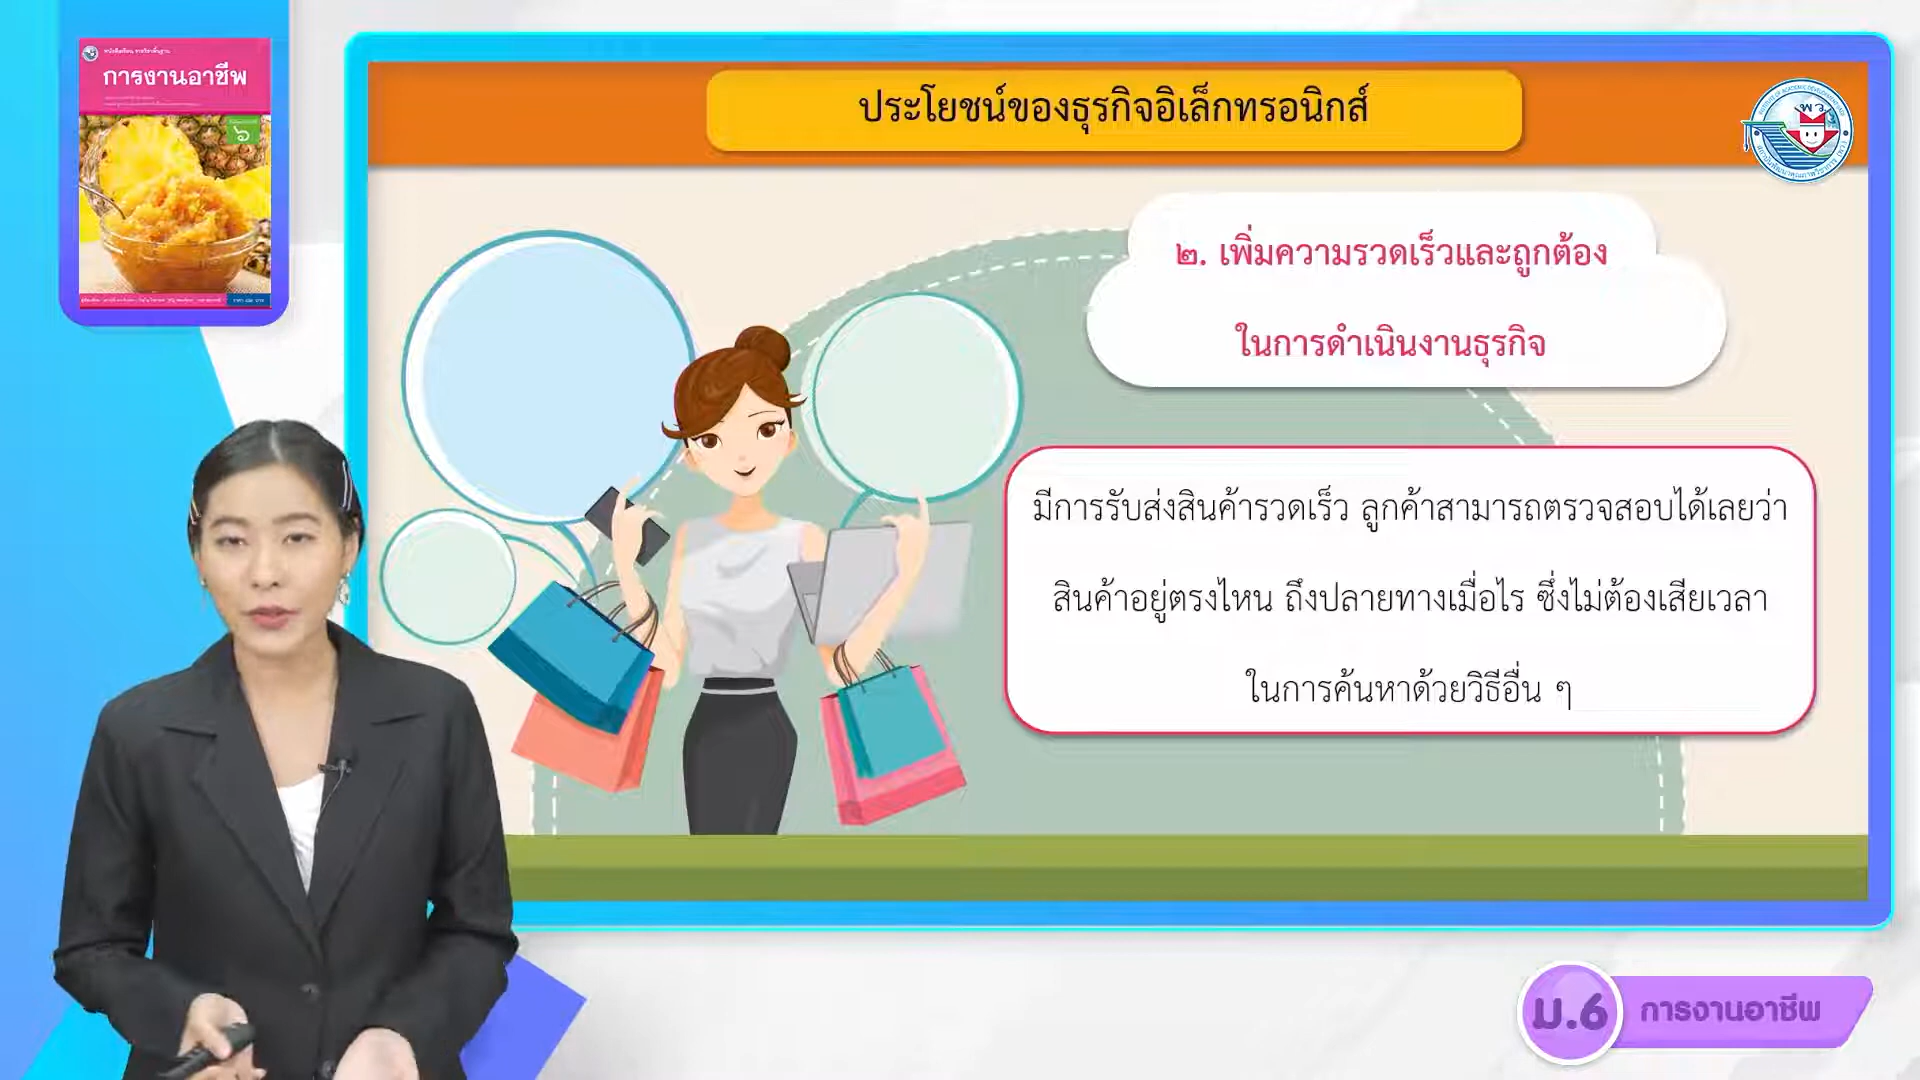 การงานอาชีพ
๖
ประโยชน์ของธุรกิจอิเล็กทรอนิกส์
พว
๒. เพิ่มความรวดเร็วและถูกต้อง
ในการดำเนินงานธุรกิจ
มีการรับส่งสินค้ารวดเร็ว ลูกค้าสามารถตรวจสอบได้เลยว่า
สินค้าอยู่ตรงไหน ถึงปลายทางเมื่อไร ซึ่งไม่ต้องเสียเวลา
ในการค้นหาด้วยวิธีอื่น ๆ
ม.6 การงานอาชีพ